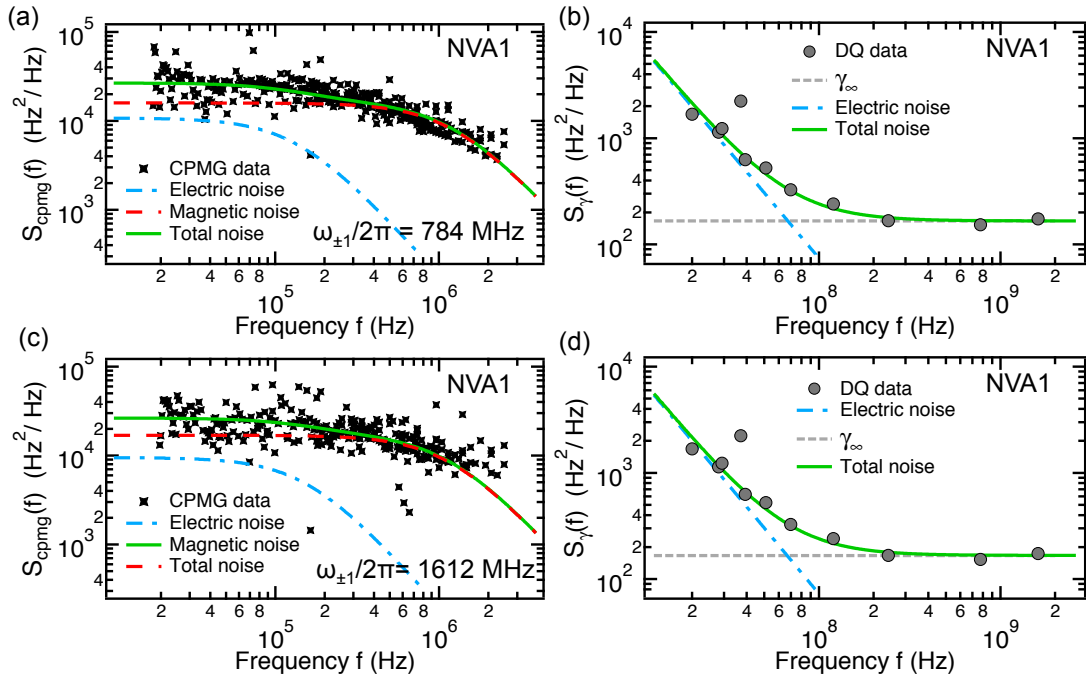 (a)
10^5
4
2
10^4
4
2
10^3
4
S_cpmg(f) (Hz^2/ Hz)
NVA1
CPMG data
Electric noise
Magnetic noise
Total noise
ω_±1/2π = 784 MHz
2 4 6 8 10^5 2 4 6 8 10^6 2 4
Frequency f (Hz)
(b)
10^4
4
2
10^3
4
2
10^2
S_γ(f) (Hz^2/ Hz)
NVA1
DQ data
γ_∞
Electric noise
Total noise
2 4 6 8 10^8 2 4 6 8 10^9 2
Frequency f (Hz)
(c)
10^5
4
2
10^4
4
2
10^3
4
S_cpmg(f) (Hz^2/ Hz)
NVA1
CPMG data
Electric noise
Magnetic noise
Total noise
ω_±1/2π= 1612 MHz
2 4 6 8 10^5 2 4 6 8 10^6 2 4
Frequency f (Hz)
(d)
10^4
4
2
10^3
4
2
10^2
S_γ(f) (Hz^2/ Hz)
NVA1
DQ data
Electric noise
γ_∞
Total noise
2 4 6 8 10^8 2 4 6 8 10^9 2
Frequency f (Hz)